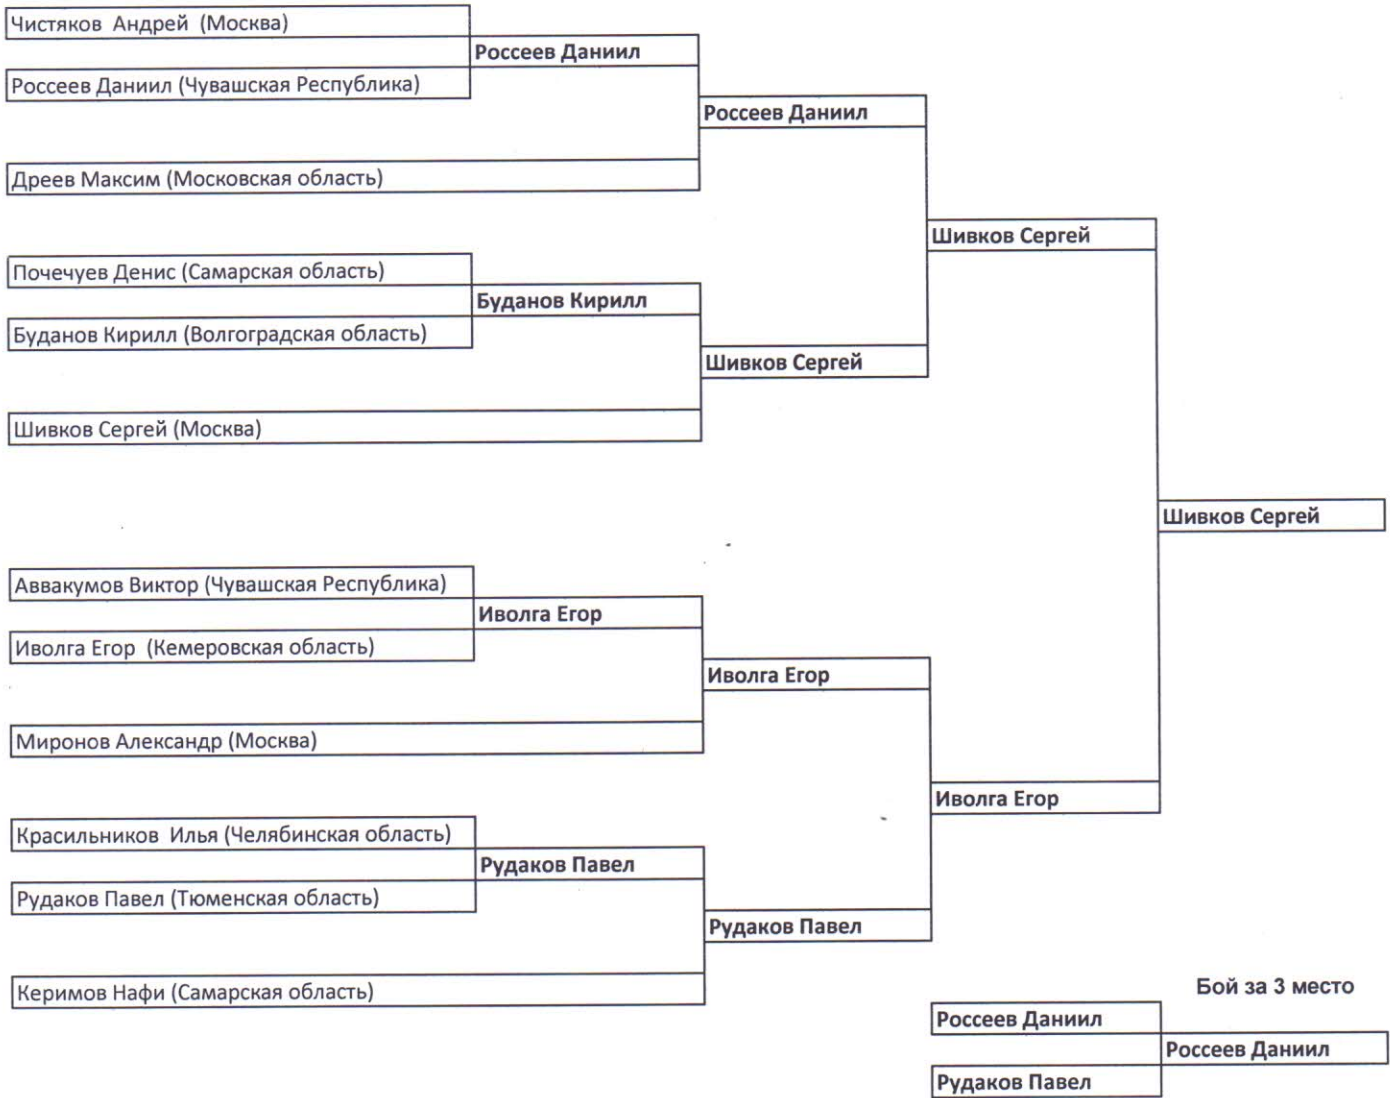 Чистяков  Андрей  (Москва)
Россеев Даниил
Россеев Даниил (Чувашская Республика)
Россеев Даниил
Дреев Максим (Московская область)
Шивков Сергей
Почечуев Денис (Самарская область)
Буданов Кирилл
Буданов Кирилл (Волгоградская область)
Шивков Сергей
Шивков Сергей (Москва)
Шивков Сергей
Аввакумов Виктор (Чувашская Республика)
Иволга Егор
Иволга Егор  (Кемеровская область)
Иволга Егор
Миронов Александр (Москва)
Иволга Егор
Красильников  Илья (Челябинская область)
Рудаков Павел
Рудаков Павел (Тюменская область)
Рудаков Павел
Керимов Нафи (Самарская область)
Бой за 3 место
Россеев Даниил
Россеев Даниил
Рудаков Павел